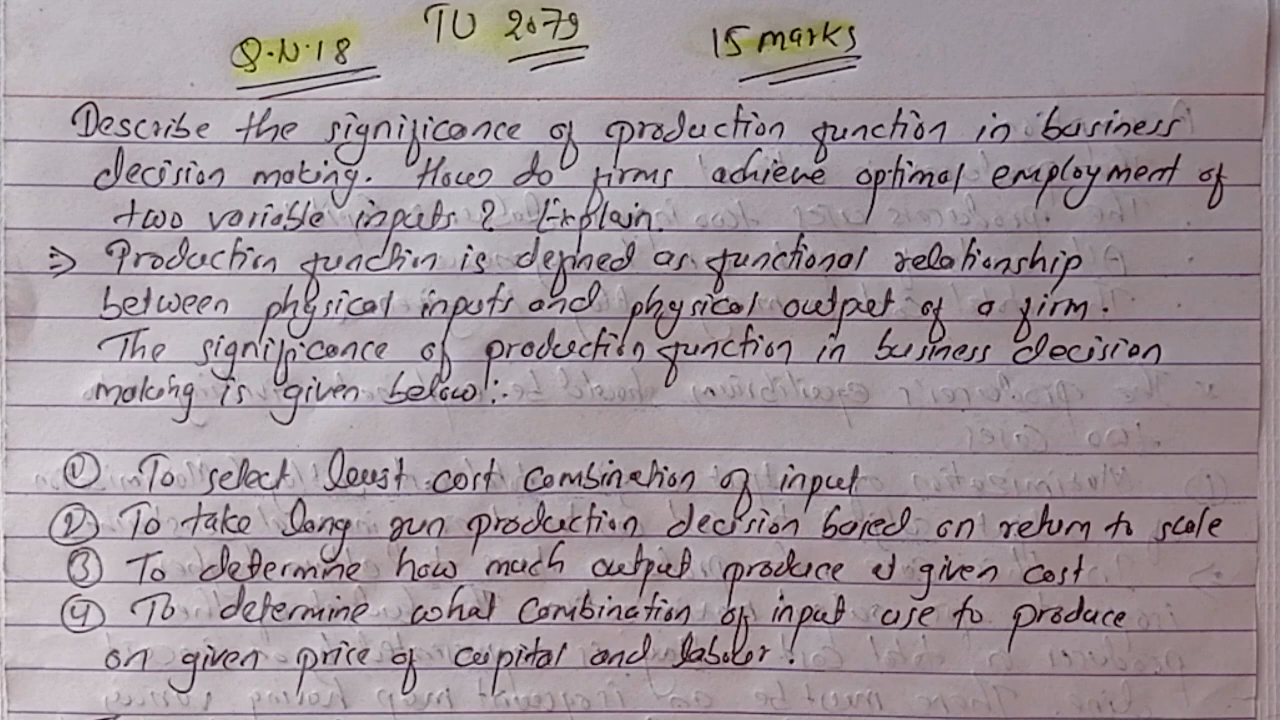 Q.N.18 TU 2079 15 marks
Describe the significance of production function in business
decision making. How do firms achieve optimal employment of
two variable inputs? Explain.
⇒ Production function is defined as functional relationship
between physical inputs and physical output of a firm.
The significance of production function in business decision
making is given below:-
① To select least cost combination of input
② To take long run production decision based on return to scale
③ To determine how much output produce at given cost
④ To determine what combination of input use to produce
on given price of capital and labour.